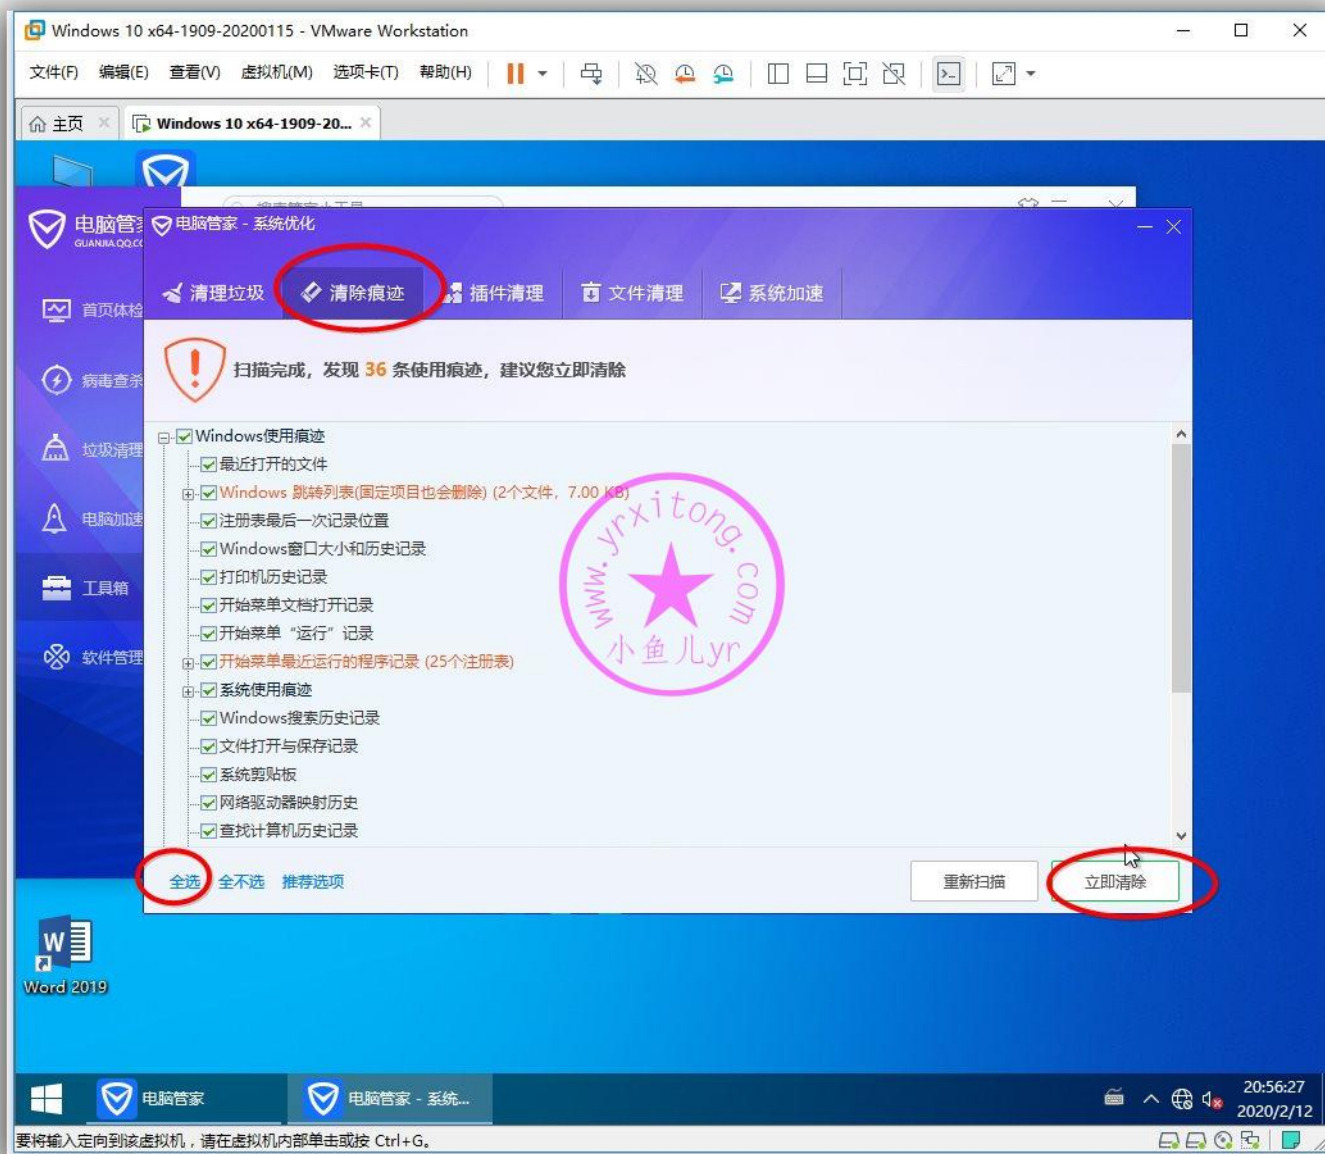 Windows 10 x64-1909-20200115 - VMware Workstation
文件(F) 编辑(E) 查看(V) 虚拟机(M) 选项卡(T) 帮助(H)
主页 Windows 10 x64-1909-20...
电脑管家 - 系统优化
电脑管
GUANJIA.QQ.C
清理垃圾 清除痕迹 插件清理 文件清理 系统加速
首页体检
病毒查杀
垃圾清理
电脑加速
工具箱
软件管理
扫描完成，发现 36 条使用痕迹，建议您立即清除
Windows使用痕迹
最近打开的文件
Windows 跳转列表(固定项目也会删除) (2个文件，7.00 KB)
注册表最后一次记录位置
Windows窗口大小和历史记录
打印机历史记录
开始菜单文档打开记录
开始菜单“运行”记录
开始菜单最近运行的程序记录 (25个注册表)
系统使用痕迹
Windows搜索历史记录
文件打开与保存记录
系统剪贴板
网络驱动器映射历史
查找计算机历史记录
www.yrxitong.com
小鱼儿yr
全选 全不选 推荐选项 重新扫描 立即清除
W
Word 2019
电脑管家 电脑管家 - 系统... 20:56:27
2020/2/12
要将输入定向到该虚拟机，请在虚拟机内部单击或按 Ctrl+G。